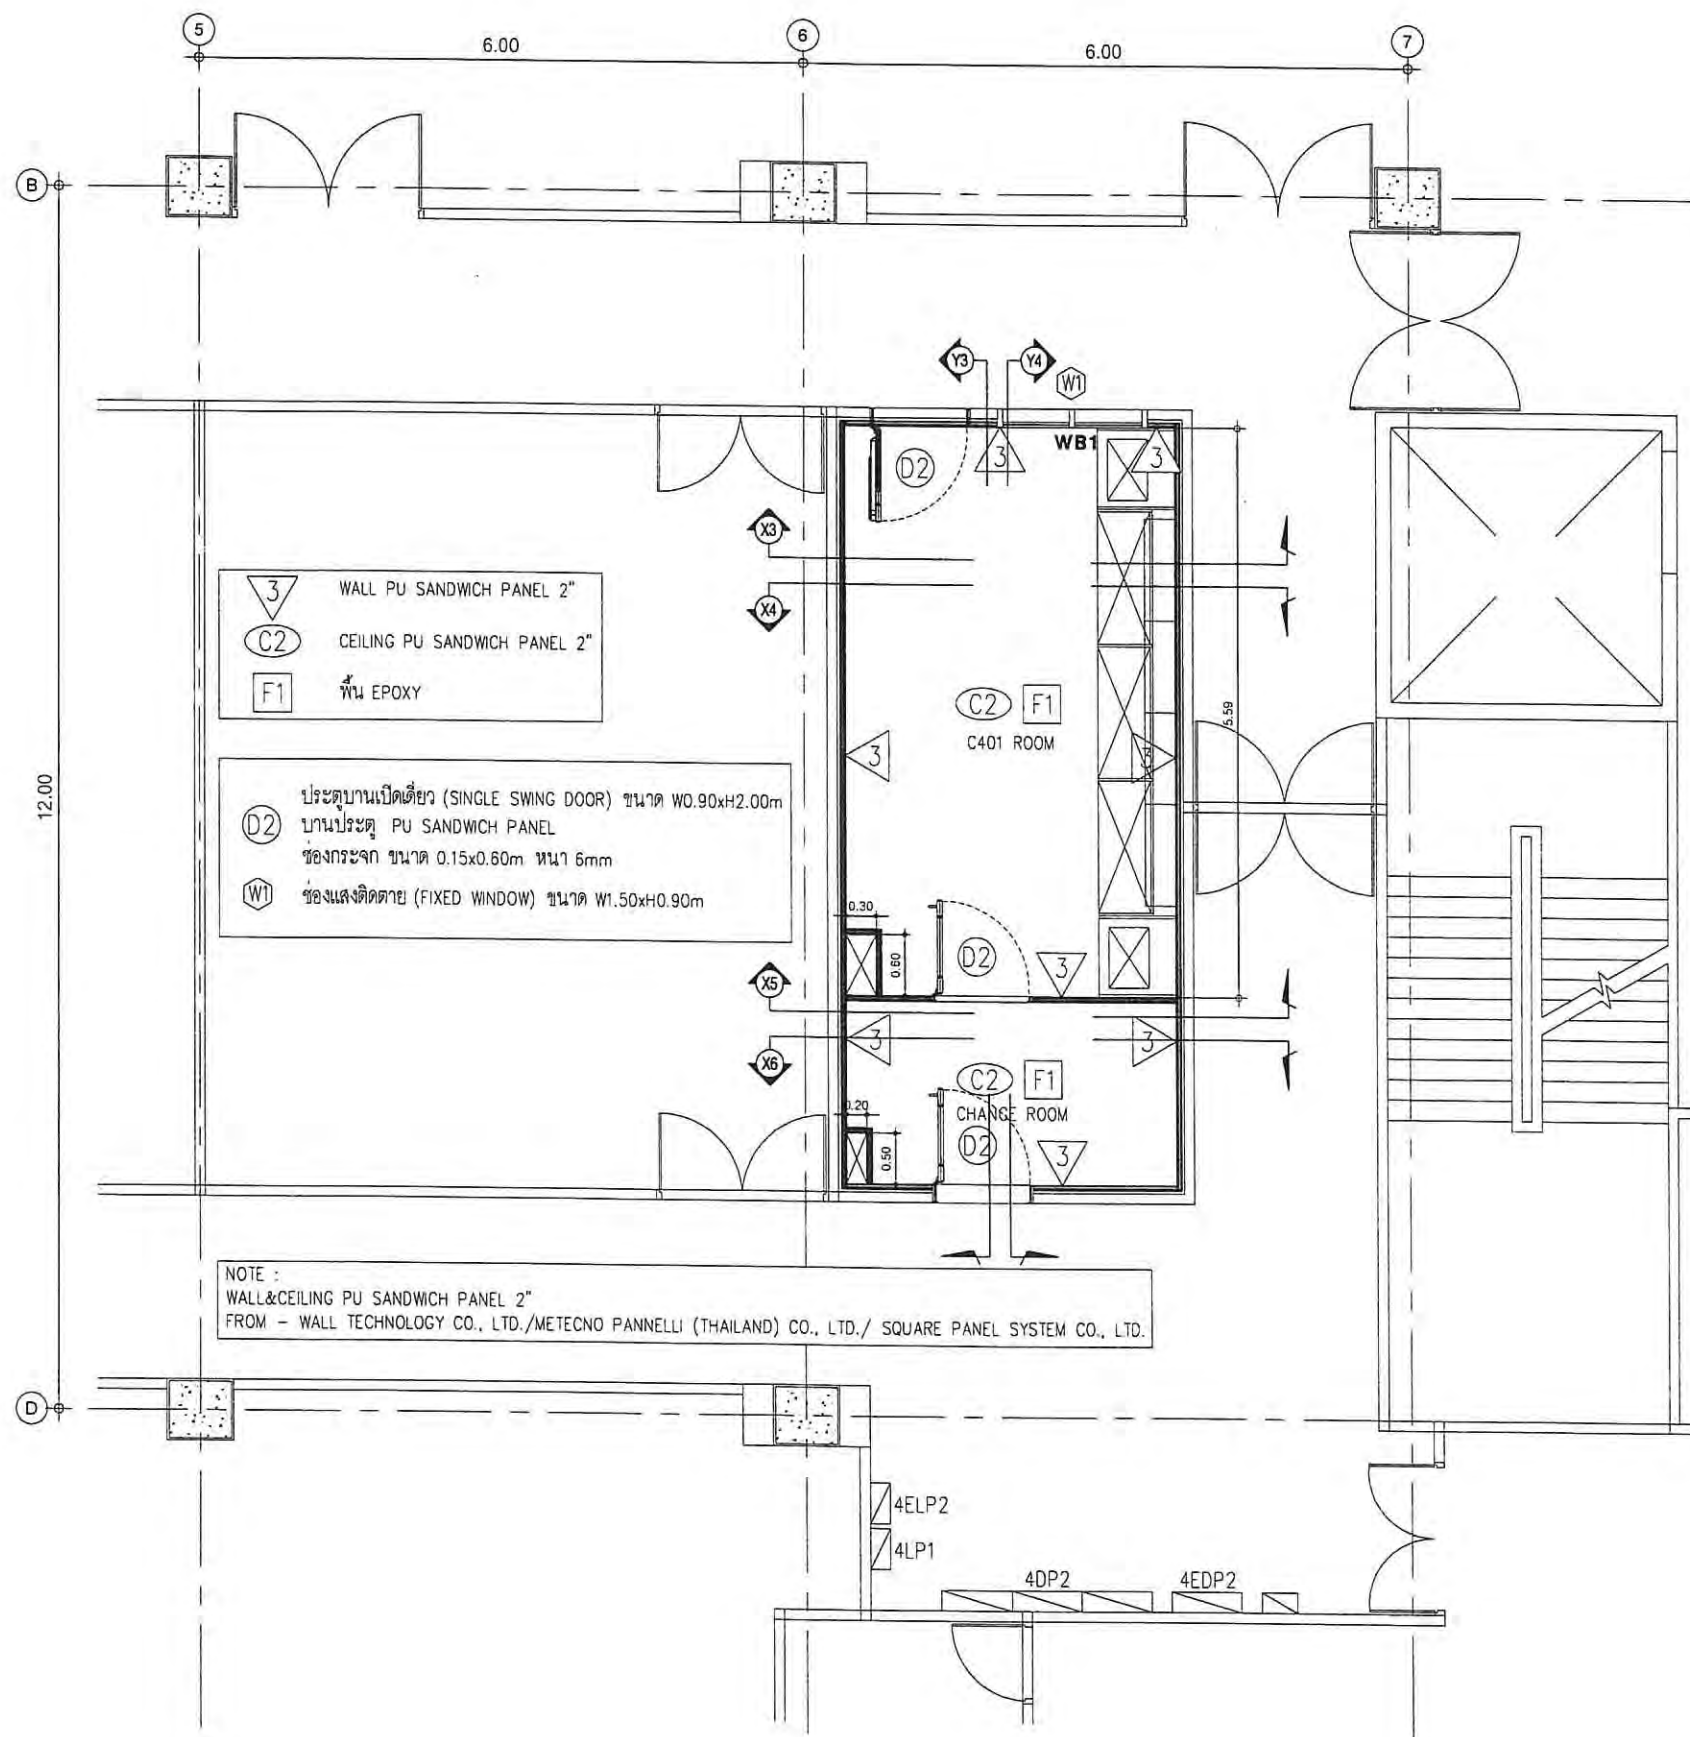 5
6.00
6
6.00
7
B
12.00
D
Y3
Y4
W1
WB1
D2
3
3
X3
X4
3 WALL PU SANDWICH PANEL 2"
C2 CEILING PU SANDWICH PANEL 2"
F1 พื้น EPOXY
C2 F1
C401 ROOM
3
3
5.59
ประตูบานเปิดเดี่ยว (SINGLE SWING DOOR) ขนาด W0.90xH2.00m
D2 บานประตู PU SANDWICH PANEL
ช่องกระจก ขนาด 0.15x0.60m หนา 6mm
W1 ช่องแสงติดตาย (FIXED WINDOW) ขนาด W1.50xH0.90m
0.30
0.60
D2
3
X5
X6
3
3
C2 F1
CHANGE ROOM
0.20
0.50
D2
3
NOTE :
WALL&CEILING PU SANDWICH PANEL 2"
FROM - WALL TECHNOLOGY CO., LTD./METECNO PANNELLI (THAILAND) CO., LTD./ SQUARE PANEL SYSTEM CO., LTD.
4ELP2
4LP1
4DP2
4EDP2